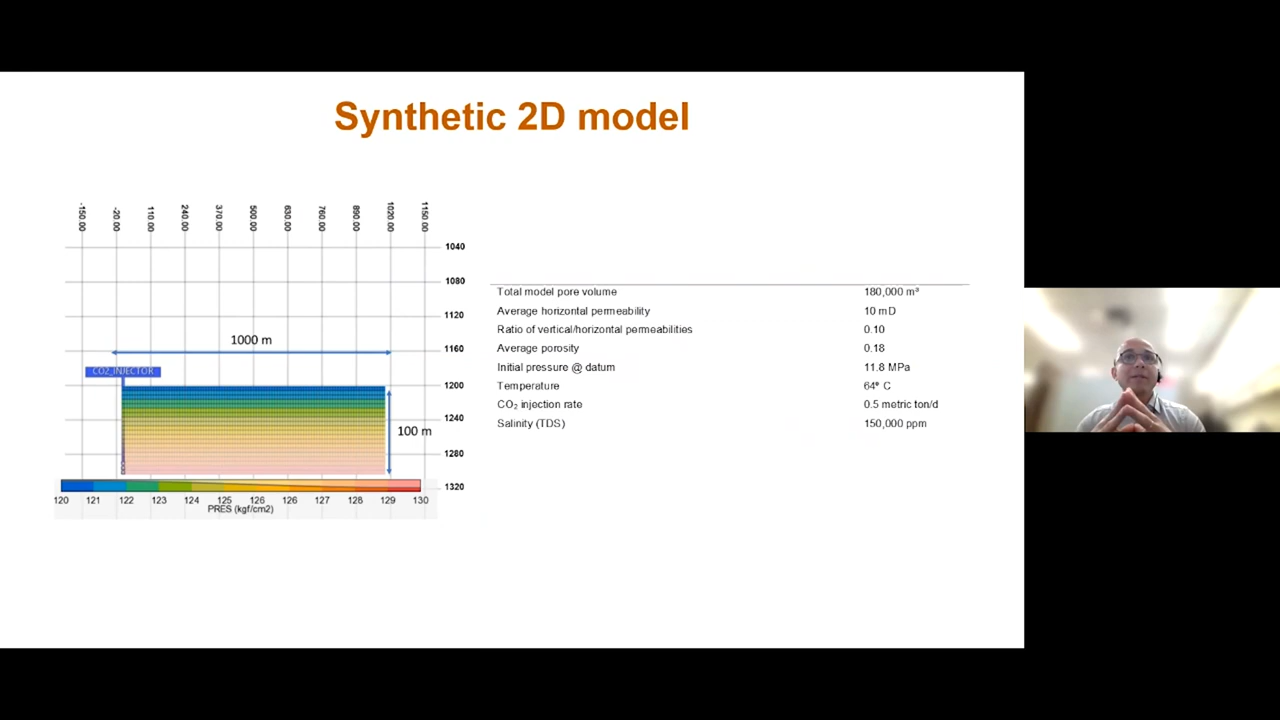 Synthetic 2D model
-150.00 -20.00 110.00 240.00 370.00 500.00 630.00 760.00 890.00 1020.00 1150.00
1040
1080
1120
1160
1000 m
CO2_INJECTOR
1200
1240
100 m
1280
1320
120 121 122 123 124 125 126 126 128 129 130
PRES (kgf/cm2)
Total model pore volume 180,000 m³
Average horizontal permeability 10 mD
Ratio of vertical/horizontal permeabilities 0.10
Average porosity 0.18
Initial pressure @ datum 11.8 MPa
Temperature 64º C
CO₂ injection rate 0.5 metric ton/d
Salinity (TDS) 150,000 ppm